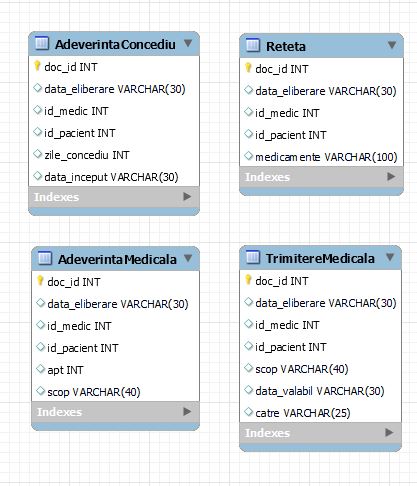 AdeverintaConcediu
doc_id INT
data_eliberare VARCHAR(30)
id_medic INT
id_pacient INT
zile_concediu INT
data_inceput VARCHAR(30)
Indexes
Reteta
doc_id INT
data_eliberare VARCHAR(30)
id_medic INT
id_pacient INT
medicamente VARCHAR(100)
Indexes
AdeverintaMedicala
doc_id INT
data_eliberare VARCHAR(30)
id_medic INT
id_pacient INT
apt INT
scop VARCHAR(40)
Indexes
TrimitereMedicala
doc_id INT
data_eliberare VARCHAR(30)
id_medic INT
id_pacient INT
scop VARCHAR(40)
data_valabil VARCHAR(30)
catre VARCHAR(25)
Indexes